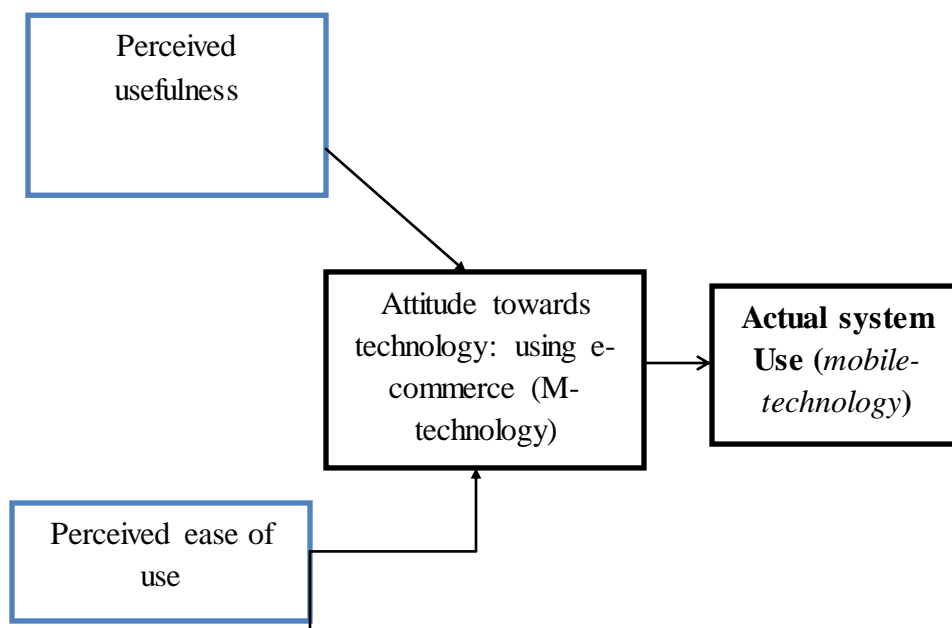 Perceived
usefulness
Attitude towards
technology: using e-
commerce (M-
technology)
Actual system
Use (mobile-
technology)
Perceived ease of
use